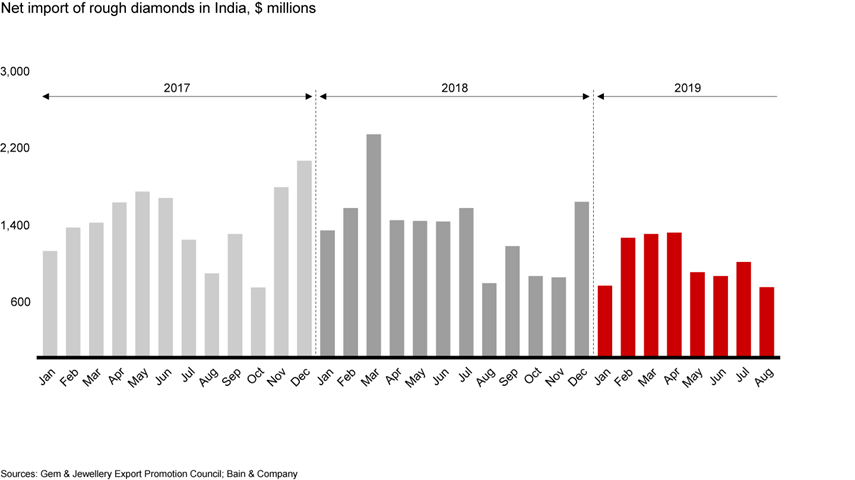 Net import of rough diamonds in India, $ millions
3,000
2017 2018 2019
2,200
1,400
600
Jan Feb Mar Apr May Jun Jul Aug Sep Oct Nov Dec Jan Feb Mar Apr May Jun Jul Aug Sep Oct Nov Dec Jan Feb Mar Apr May Jun Jul Aug
Sources: Gem & Jewellery Export Promotion Council; Bain & Company